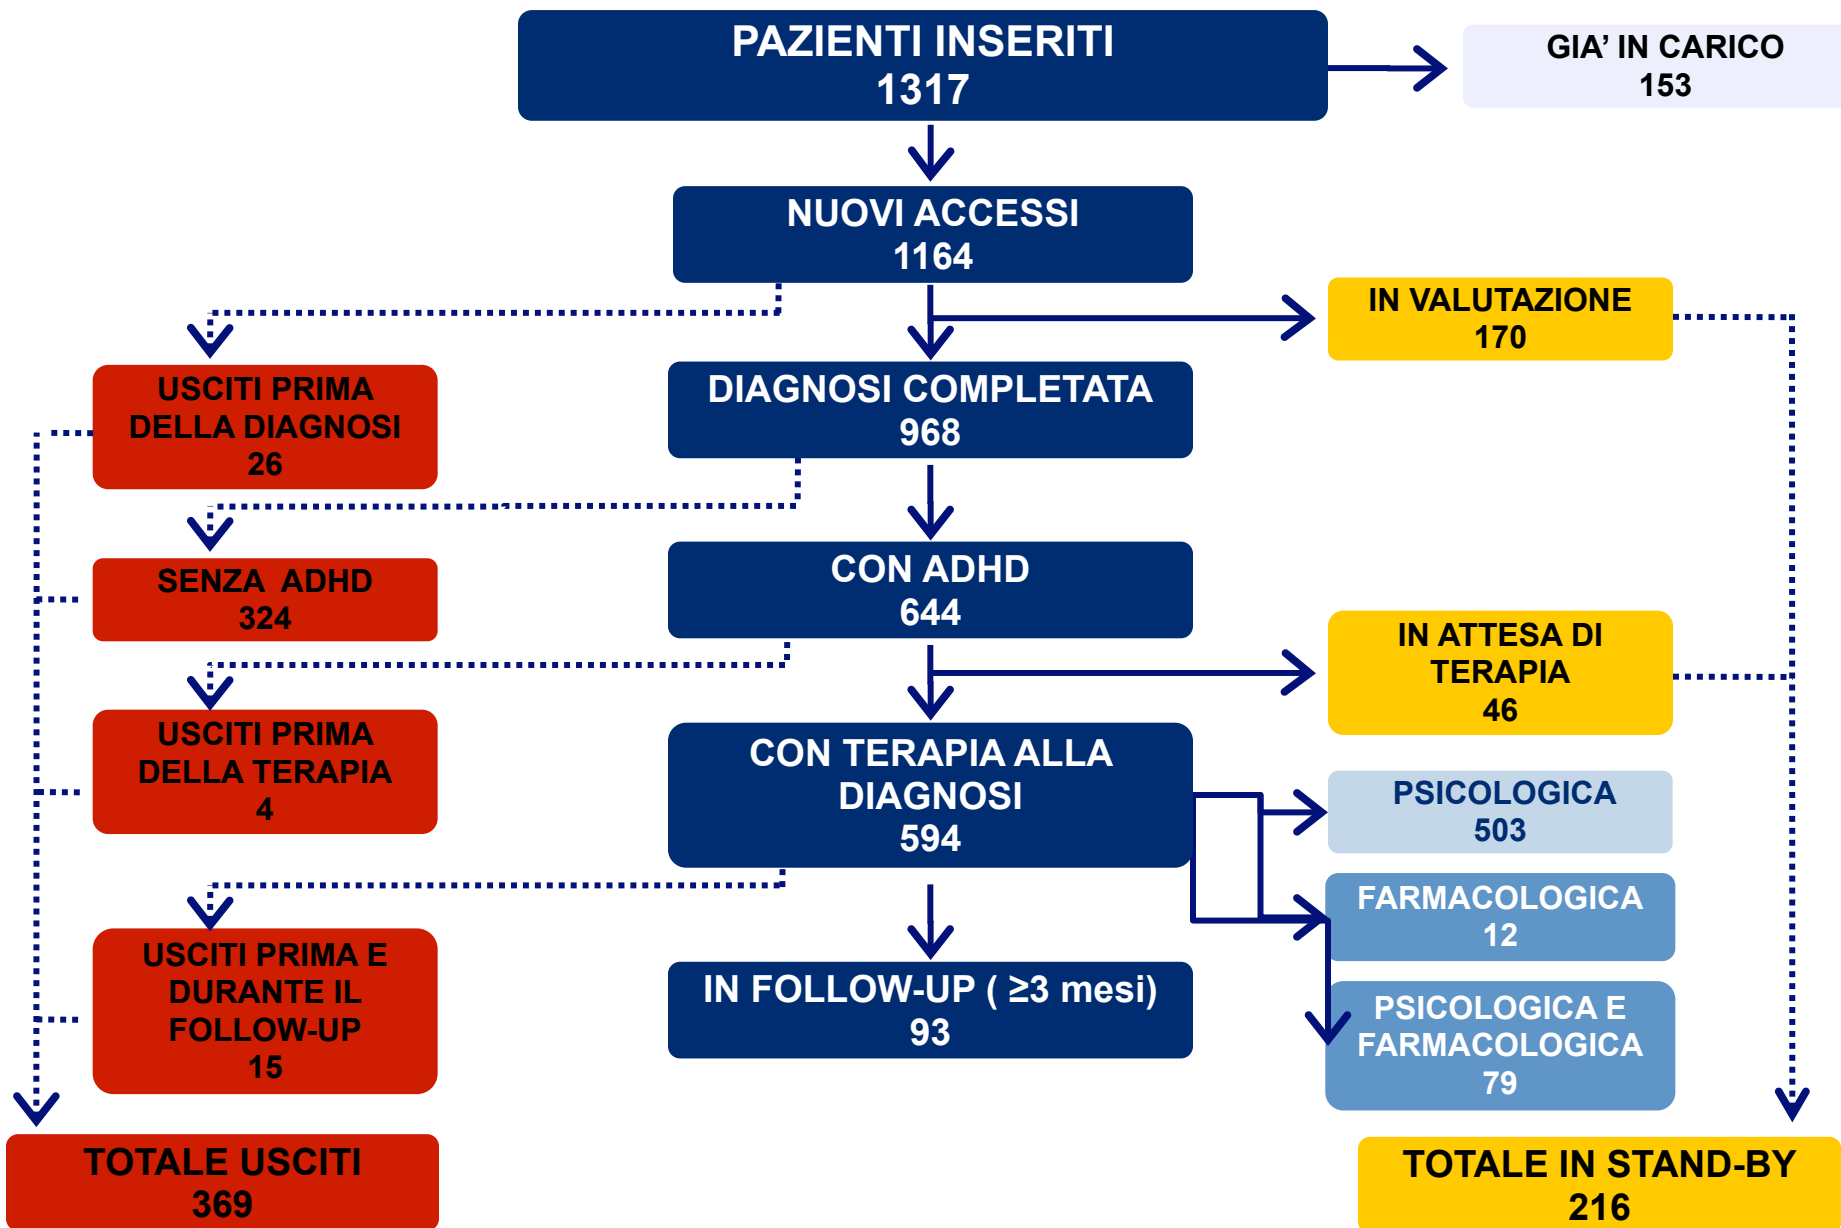 PAZIENTI INSERITI
1317
GIA’ IN CARICO
153
NUOVI ACCESSI
1164
IN VALUTAZIONE
170
USCITI PRIMA
DELLA DIAGNOSI
26
DIAGNOSI COMPLETATA
968
SENZA ADHD
324
CON ADHD
644
IN ATTESA DI
TERAPIA
46
USCITI PRIMA
DELLA TERAPIA
4
CON TERAPIA ALLA
DIAGNOSI
594
PSICOLOGICA
503
FARMACOLOGICA
12
USCITI PRIMA E
DURANTE IL
FOLLOW-UP
15
IN FOLLOW-UP ( ≥3 mesi)
93
PSICOLOGICA E
FARMACOLOGICA
79
TOTALE USCITI
369
TOTALE IN STAND-BY
216